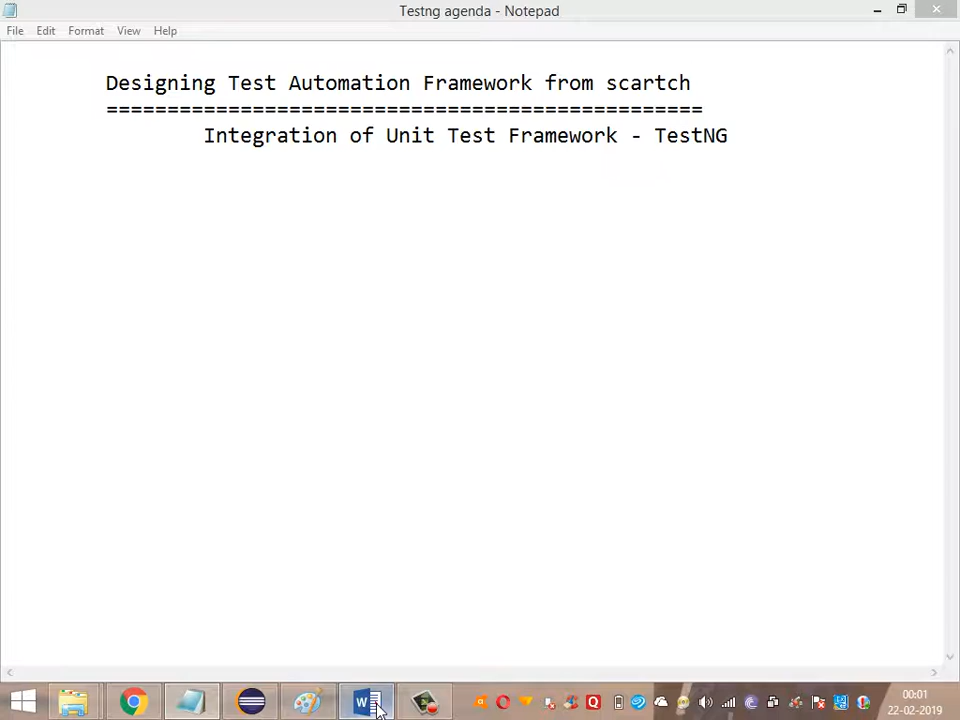 Testng agenda - Notepad
File Edit Format View Help
Designing Test Automation Framework from scartch
=================================================
Integration of Unit Test Framework - TestNG
00:01
22-02-2019